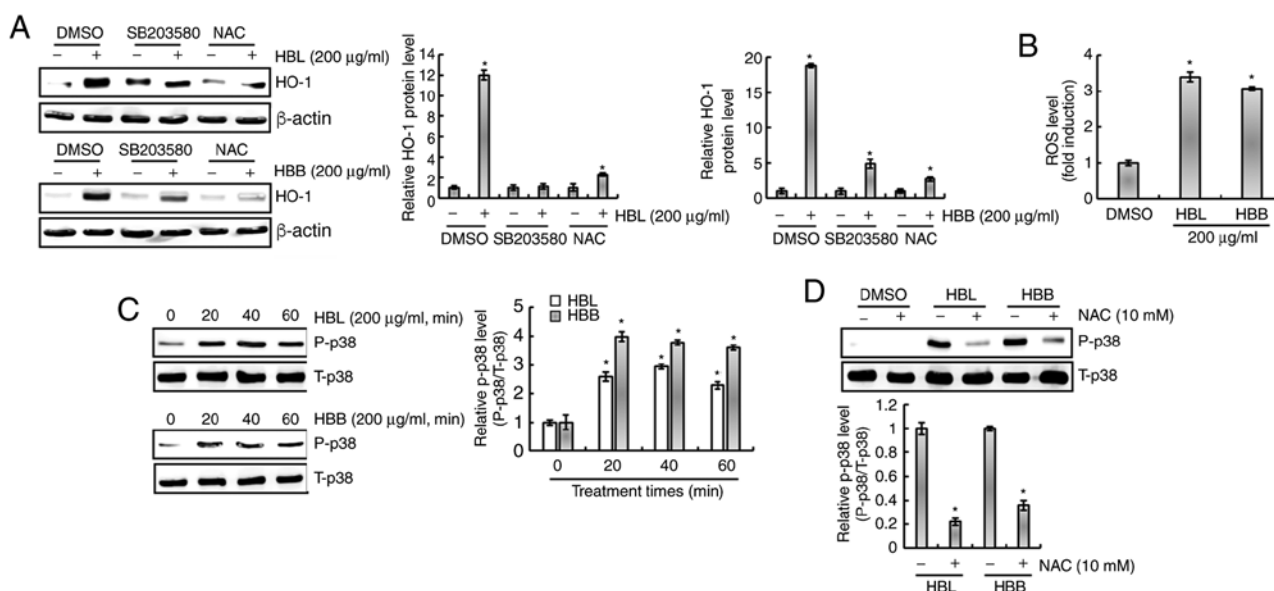 A
DMSO SB203580 NAC
– + – + – + HBL (200 μg/ml)
HO-1
β-actin
DMSO SB203580 NAC
– + – + – + HBB (200 μg/ml)
HO-1
β-actin
Relative HO-1 protein level
14
12
10
8
6
4
2
0
* *
– + – + – + HBL (200 μg/ml)
DMSO SB203580 NAC
Relative HO-1
protein level
20
15
10
5
0
* * *
– + – + – + HBB (200 μg/ml)
DMSO SB203580 NAC
B
ROS level
(fold induction)
4
3
2
1
0
* *
DMSO HBL HBB
200 μg/ml
C
0 20 40 60 HBL (200 μg/ml, min)
P-p38
T-p38
0 20 40 60 HBB (200 μg/ml, min)
P-p38
T-p38
Relative p-p38 level
(P-p38/T-p38)
5
4
3
2
1
0
HBL
HBB
* * * * * *
0 20 40 60
Treatment times (min)
D
DMSO HBL HBB
– + – + – + NAC (10 mM)
P-p38
T-p38
Relative p-p38 level
(P-p38/T-p38)
1.2
1
0.8
0.6
0.4
0.2
0
* *
– + – + NAC (10 mM)
HBL HBB